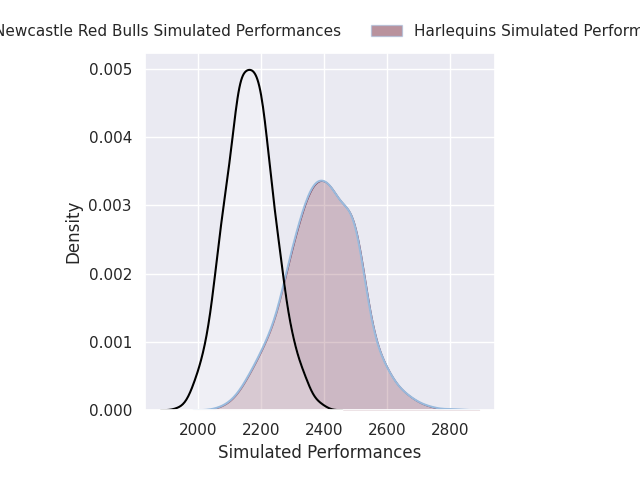 Newcastle Red Bulls Simulated Performances
Harlequins Simulated
0.005
0.004
0.003
0.002
0.001
0.000
Density
2000 2200 2400 2600 2800
Simulated Performances